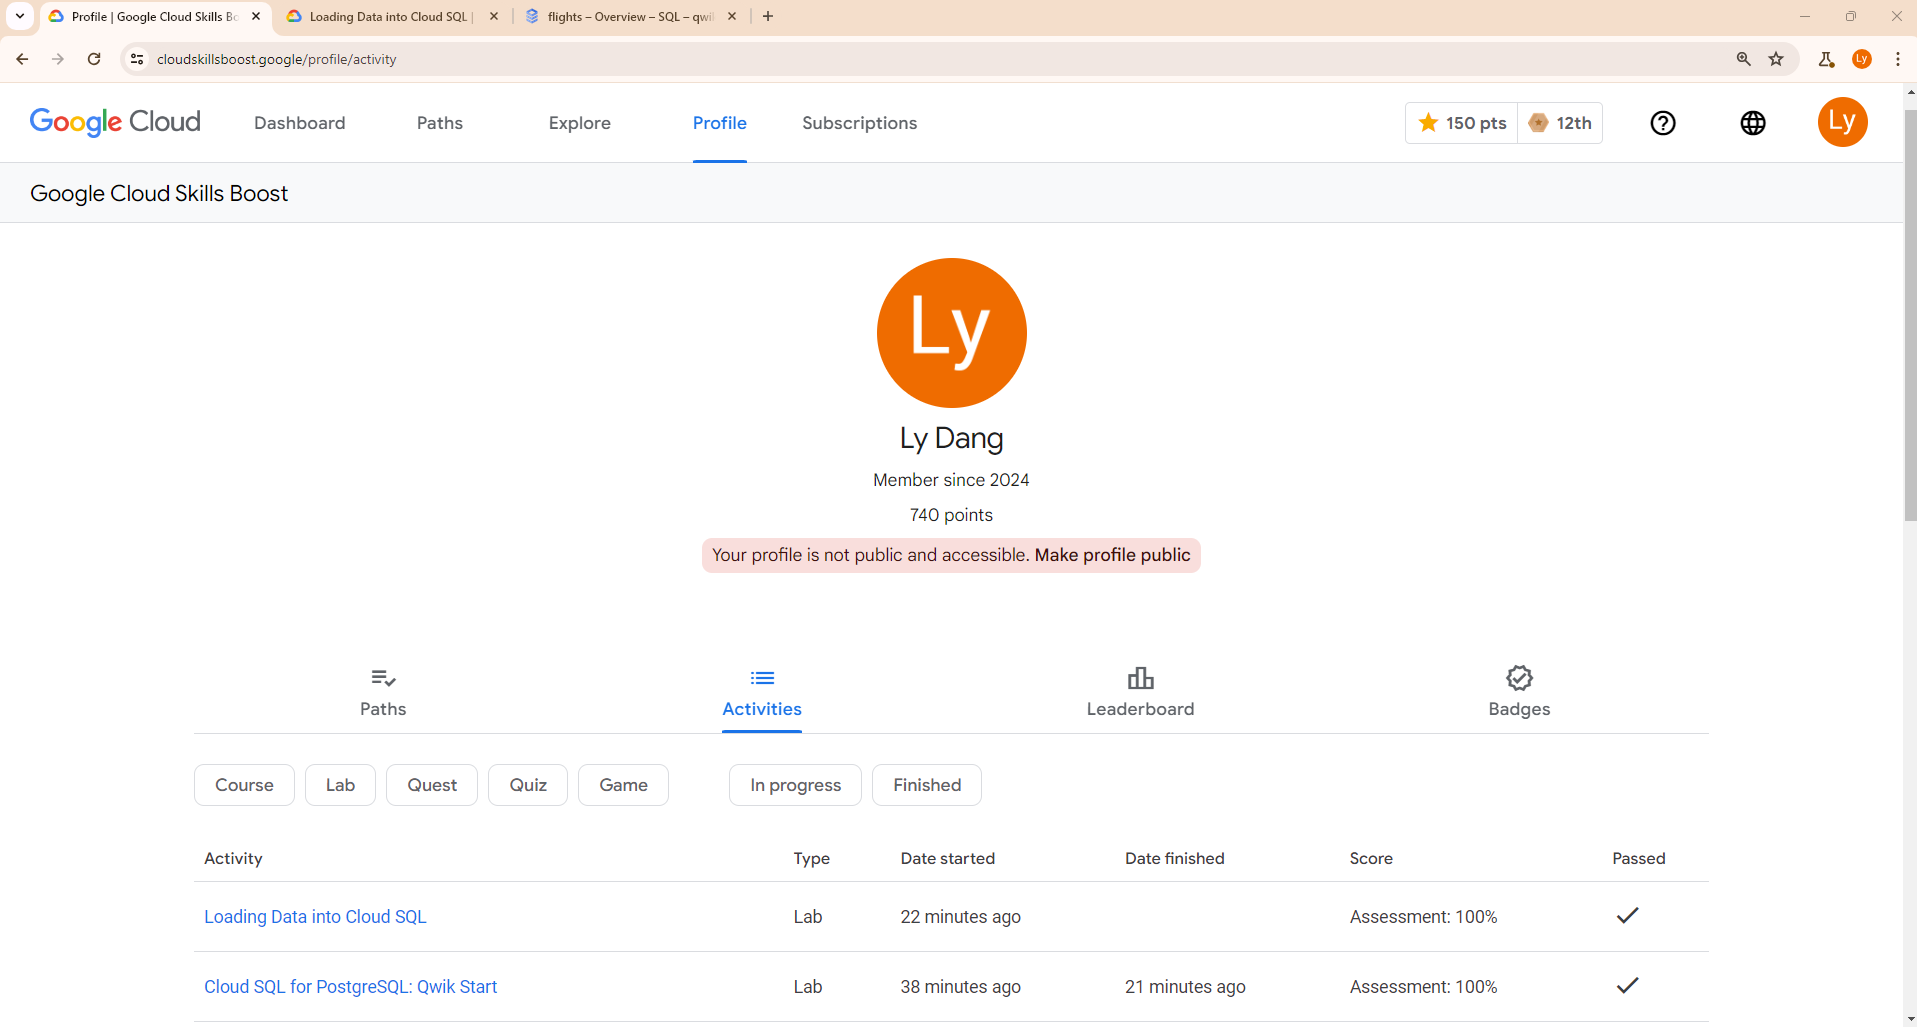 Profile | Google Cloud Skills Bo
Loading Data into Cloud SQL |
flights – Overview – SQL – qwi
cloudskillsboost.google/profile/activity
Ly
Google Cloud
Dashboard
Paths
Explore
Profile
Subscriptions
150 pts
12th
Ly
Google Cloud Skills Boost
Ly
Ly Dang
Member since 2024
740 points
Your profile is not public and accessible. Make profile public
Paths
Activities
Leaderboard
Badges
Course
Lab
Quest
Quiz
Game
In progress
Finished
Activity Type Date started Date finished Score Passed
Loading Data into Cloud SQL Lab 22 minutes ago Assessment: 100%
Cloud SQL for PostgreSQL: Qwik Start Lab 38 minutes ago 21 minutes ago Assessment: 100%